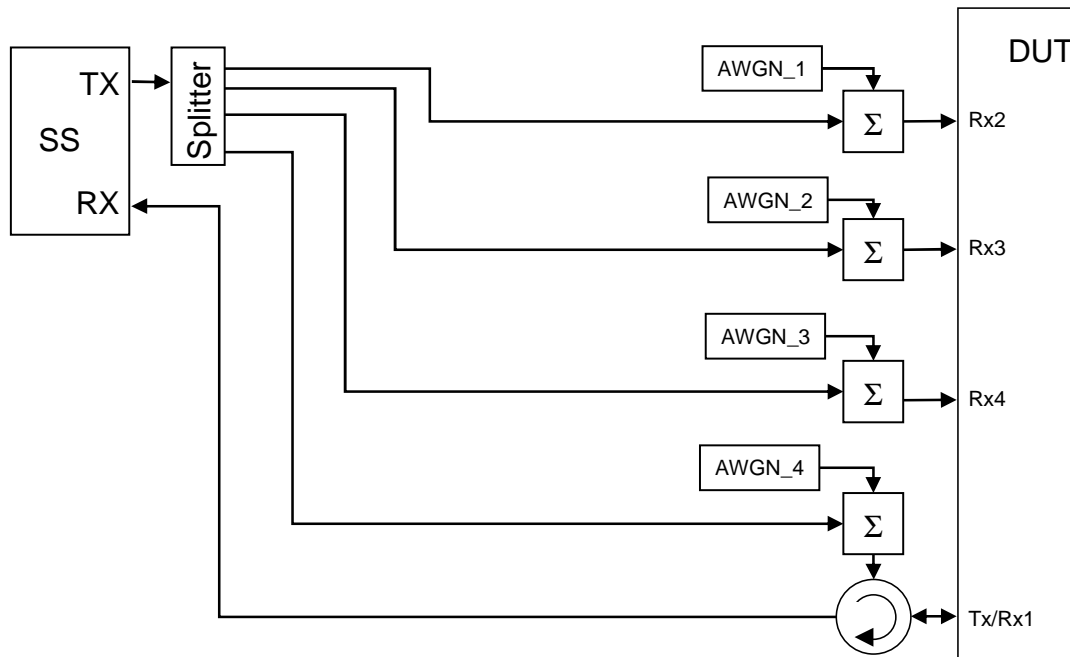 SS
TX
RX
Splitter
AWGN_1
Σ
Rx2
AWGN_2
Σ
Rx3
AWGN_3
Σ
Rx4
AWGN_4
Σ
Tx/Rx1
DUT